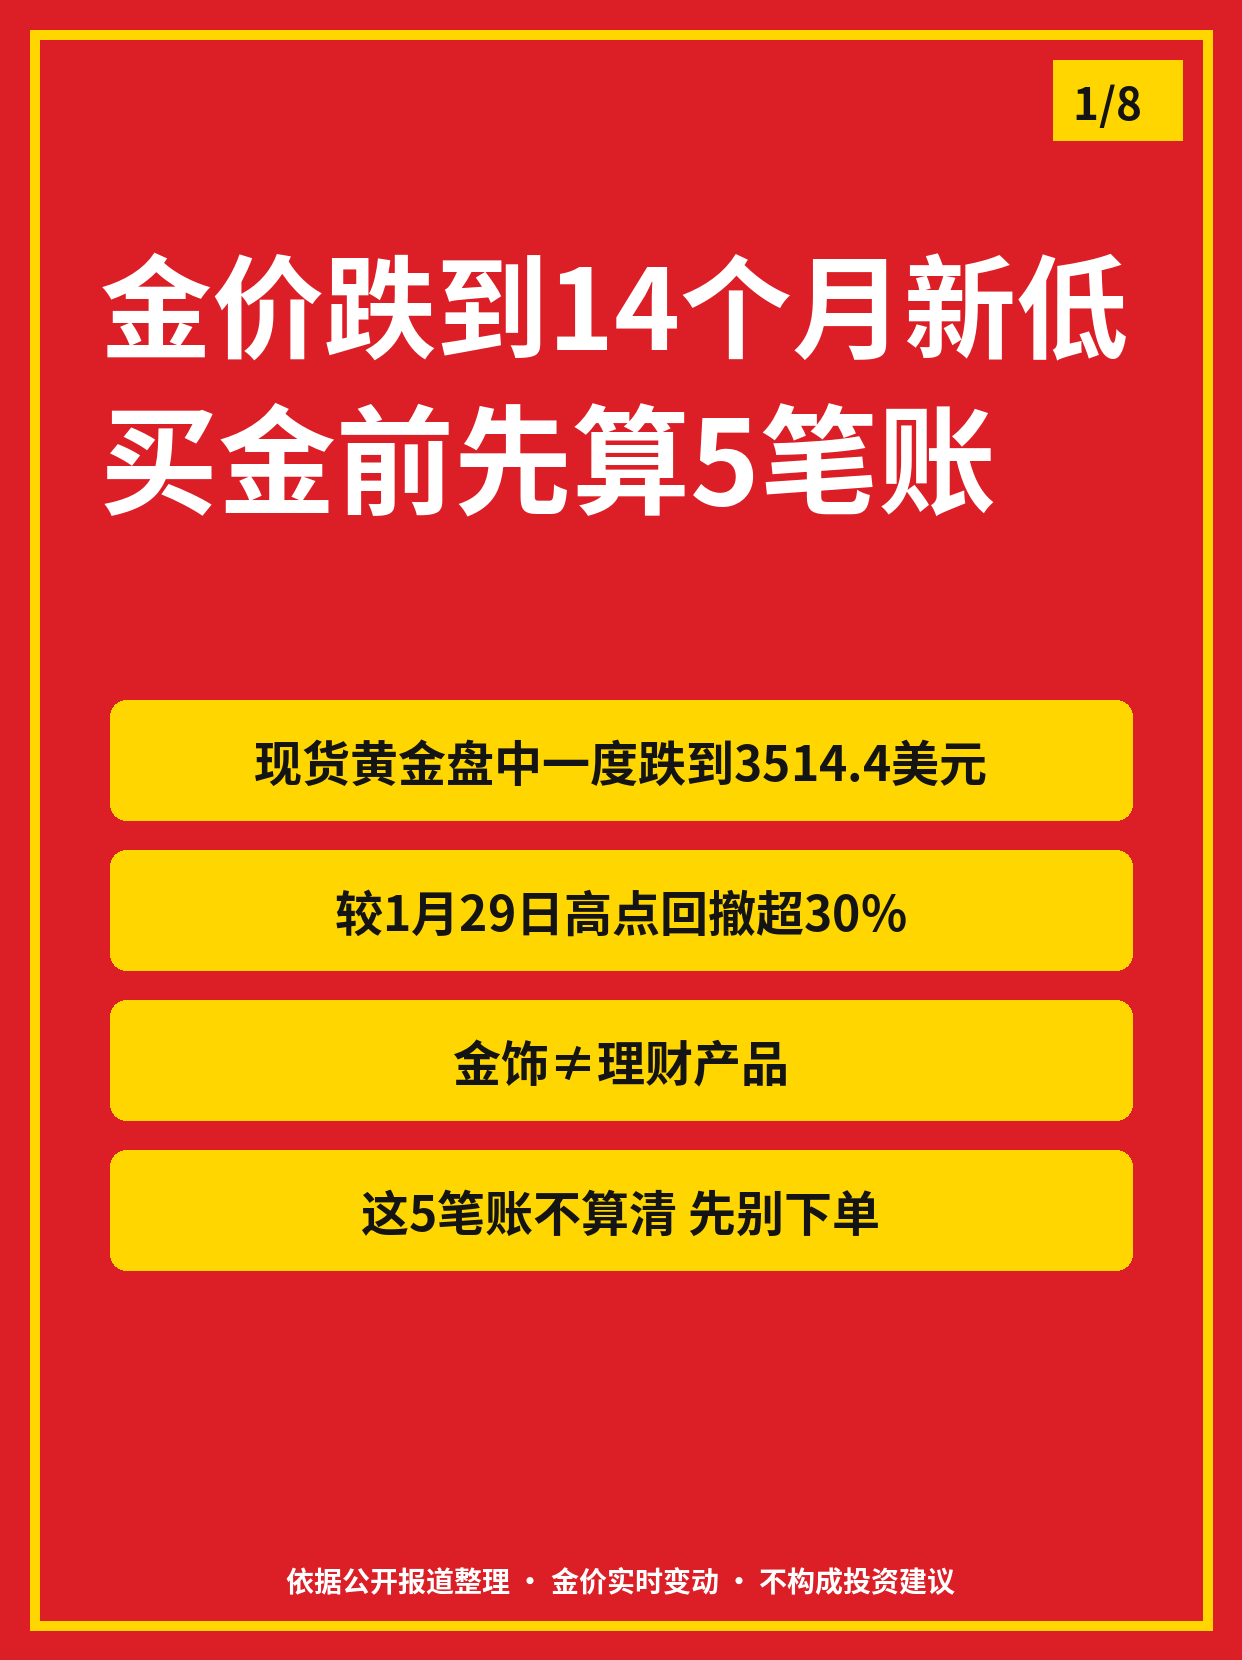 1/8
金价跌到14个月新低
买金前先算5笔账
现货黄金盘中一度跌到3514.4美元
较1月29日高点回撤超30%
金饰≠理财产品
这5笔账不算清 先别下单
依据公开报道整理 · 金价实时变动 · 不构成投资建议